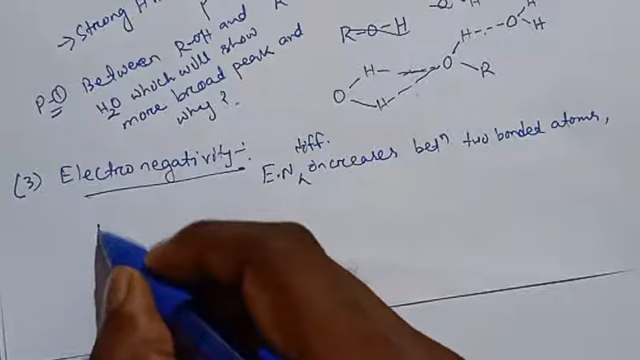 → Strong H
P-① Between R-OH and
H2O which will show
more broad peak and
why?
R-O-H
H
O
H
H
O
R
H
O
H
(3) Electronegativity-:
diff.
E.N ∧ increases betn two bonded atoms,